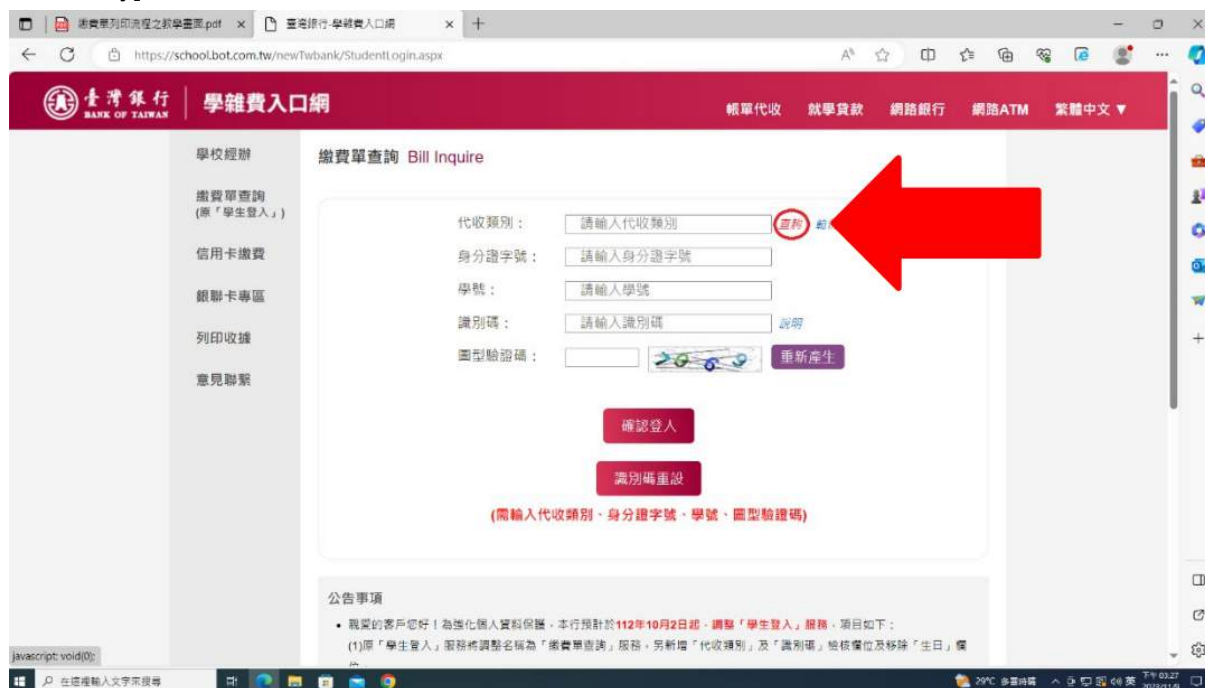 繳費單列印流程之教學畫面.pdf
臺灣銀行-學雜費入口網
https://school.bot.com.tw/newTwbank/StudentLogin.aspx
臺灣銀行
BANK OF TAIWAN
學雜費入口網
帳單代收 就學貸款 網路銀行 網路ATM 繁體中文 ▼
學校經辦
繳費單查詢
(原「學生登入」)
信用卡繳費
銀聯卡專區
列印收據
意見聯繫
繳費單查詢 Bill Inquire
代收類別： 請輸入代收類別 查詢
身分證字號： 請輸入身分證字號
學號： 請輸入學號
識別碼： 請輸入識別碼 說明
圖型驗證碼： 重新產生
確認登入
識別碼重設
(需輸入代收類別、身分證字號、學號、圖型驗證碼)
公告事項
• 親愛的客戶您好！為強化個人資料保護，本行預計於112年10月2日起，調整「學生登入」服務，項目如下：
(1)原「學生登入」服務將調整名稱為「繳費單查詢」服務，另新增「代收類別」及「識別碼」檢核欄位及移除「生日」欄
javascript: void(0);
在這裡輸入文字來搜尋
29°C 多雲時晴
英
下午 03:27